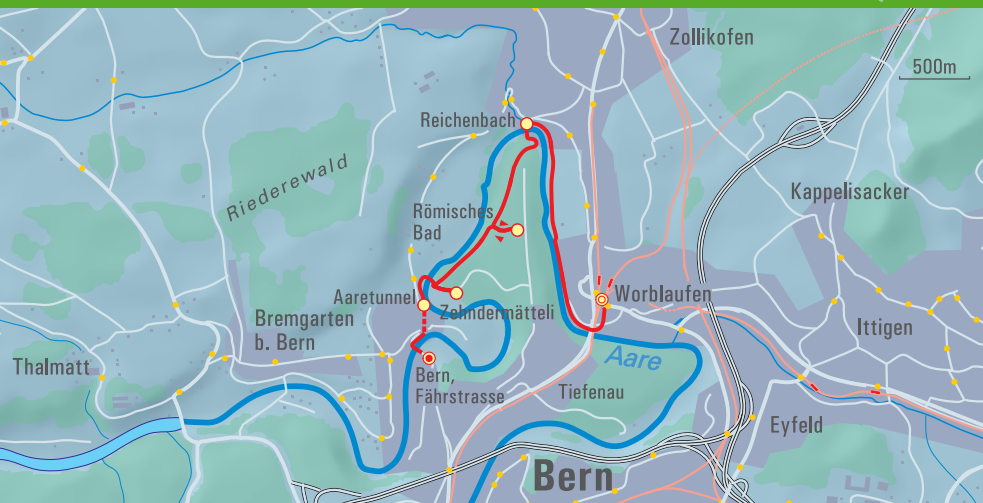 Zollikofen
500m
Reichenbach
Riederewald
Kappelisacker
Römisches
Bad
Aaretunnel
Zehndermätteli
Worblaufen
Bremgarten
b. Bern
Ittigen
Thalmatt
Aare
Bern,
Fährstrasse
Tiefenau
Eyfeld
Bern